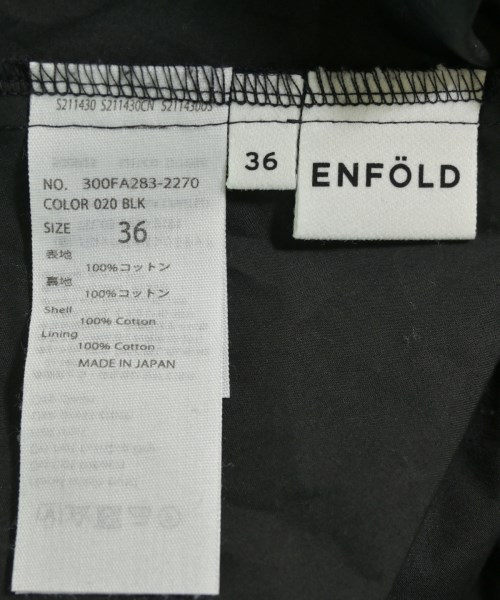 S211430 S211430CN S211430US
NO. 300FA283-2270
COLOR 020 BLK
SIZE 36
表地
100%コットン
裏地
100%コットン
Shell
100% Cotton
Lining
100% Cotton
MADE IN JAPAN
36
ENFÖLD